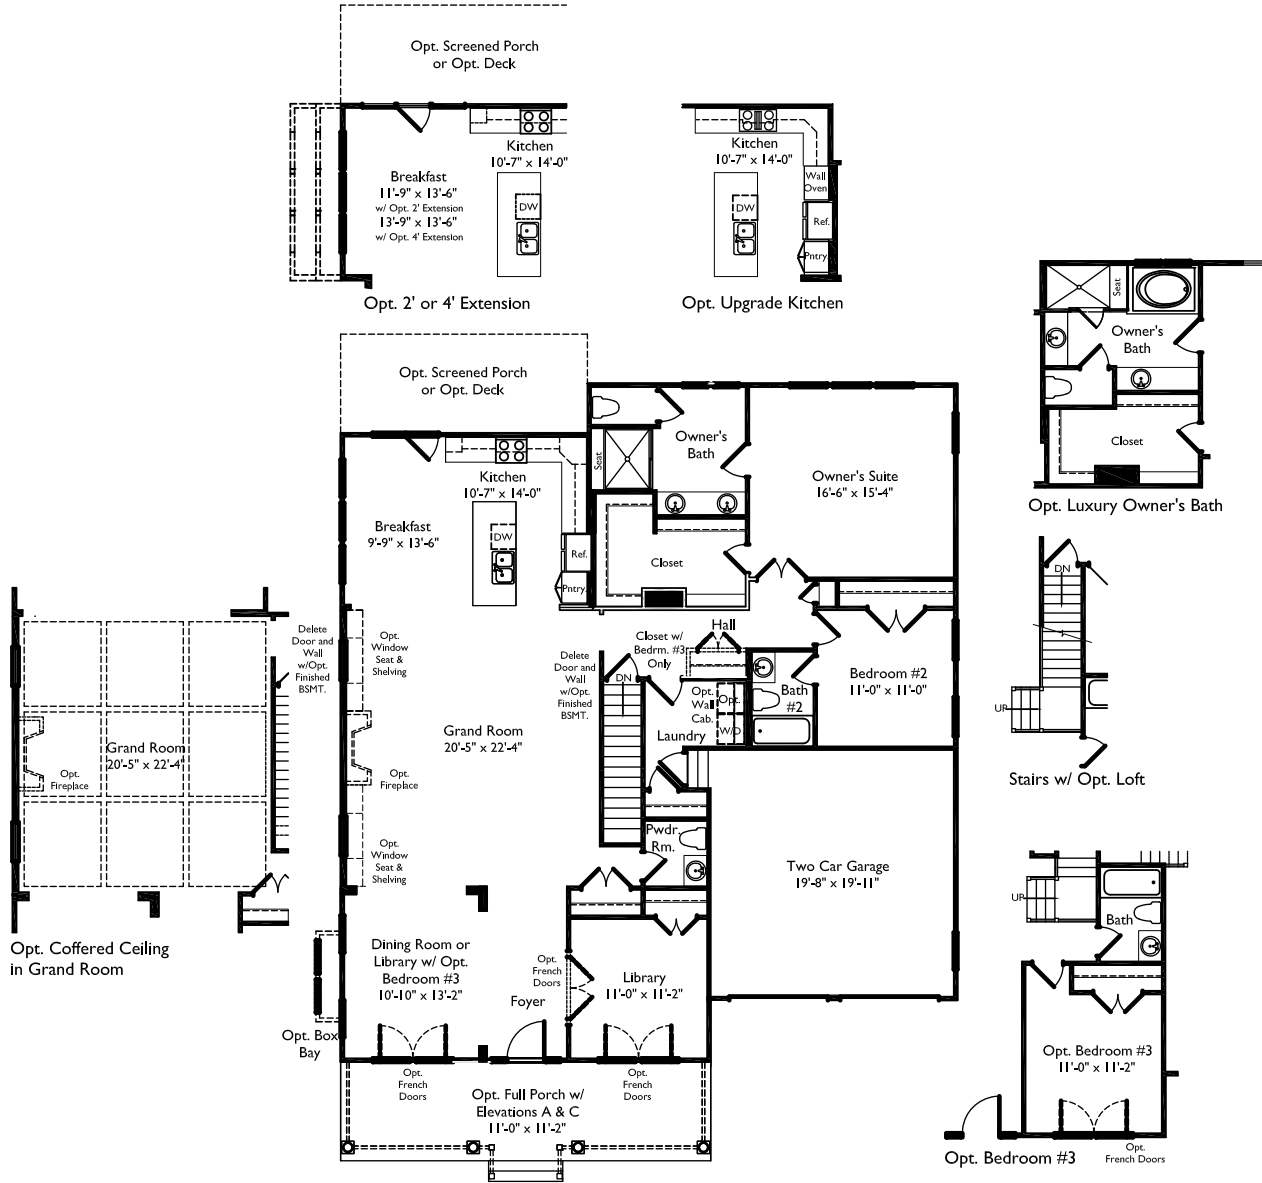 Opt. Screened Porch
or Opt. Deck
Kitchen
10'-7" x 14'-0"
Breakfast
11'-9" x 13'-6"
w/ Opt. 2' Extension
13'-9" x 13'-6"
w/ Opt. 4' Extension
DW
Opt. 2' or 4' Extension
Kitchen
10'-7" x 14'-0"
Wall
Oven
DW
Ref.
Pntry.
Opt. Upgrade Kitchen
Seat
Owner's
Bath
Closet
Opt. Luxury Owner's Bath
Opt. Screened Porch
or Opt. Deck
Kitchen
10'-7" x 14'-0"
Breakfast
9'-9" x 13'-6"
DW
Ref.
Pntry.
Seat
Owner's
Bath
Owner's Suite
16'-6" x 15'-4"
Closet
DN
UP
Stairs w/ Opt. Loft
Delete
Door and
Wall
w/Opt.
Finished
BSMT.
Opt.
Window
Seat &
Shelving
Delete
Door and
Wall
w/Opt.
Finished
BSMT.
Closet w/
Bedrm. #3
Only
Hall
DN
Opt.
Wall
Cab.
Opt.
W/D
Laundry
Bath
#2
Bedroom #2
11'-0" x 11'-0"
Grand Room
20'-5" x 22'-4"
Opt.
Fireplace
Grand Room
20'-5" x 22'-4"
Opt.
Fireplace
Opt.
Window
Seat &
Shelving
Pwdr.
Rm.
Two Car Garage
19'-8" x 19'-11"
Opt. Coffered Ceiling
in Grand Room
Dining Room or
Library w/ Opt.
Bedroom #3
10'-10" x 13'-2"
Opt.
French
Doors
Library
11'-0" x 11'-2"
Foyer
Opt. Box
Bay
Opt.
French
Doors
Opt.
French
Doors
Opt. Full Porch w/
Elevations A & C
11'-0" x 11'-2"
UP
Bath
Opt. Bedroom #3
11'-0" x 11'-2"
Opt. Bedroom #3
Opt.
French Doors